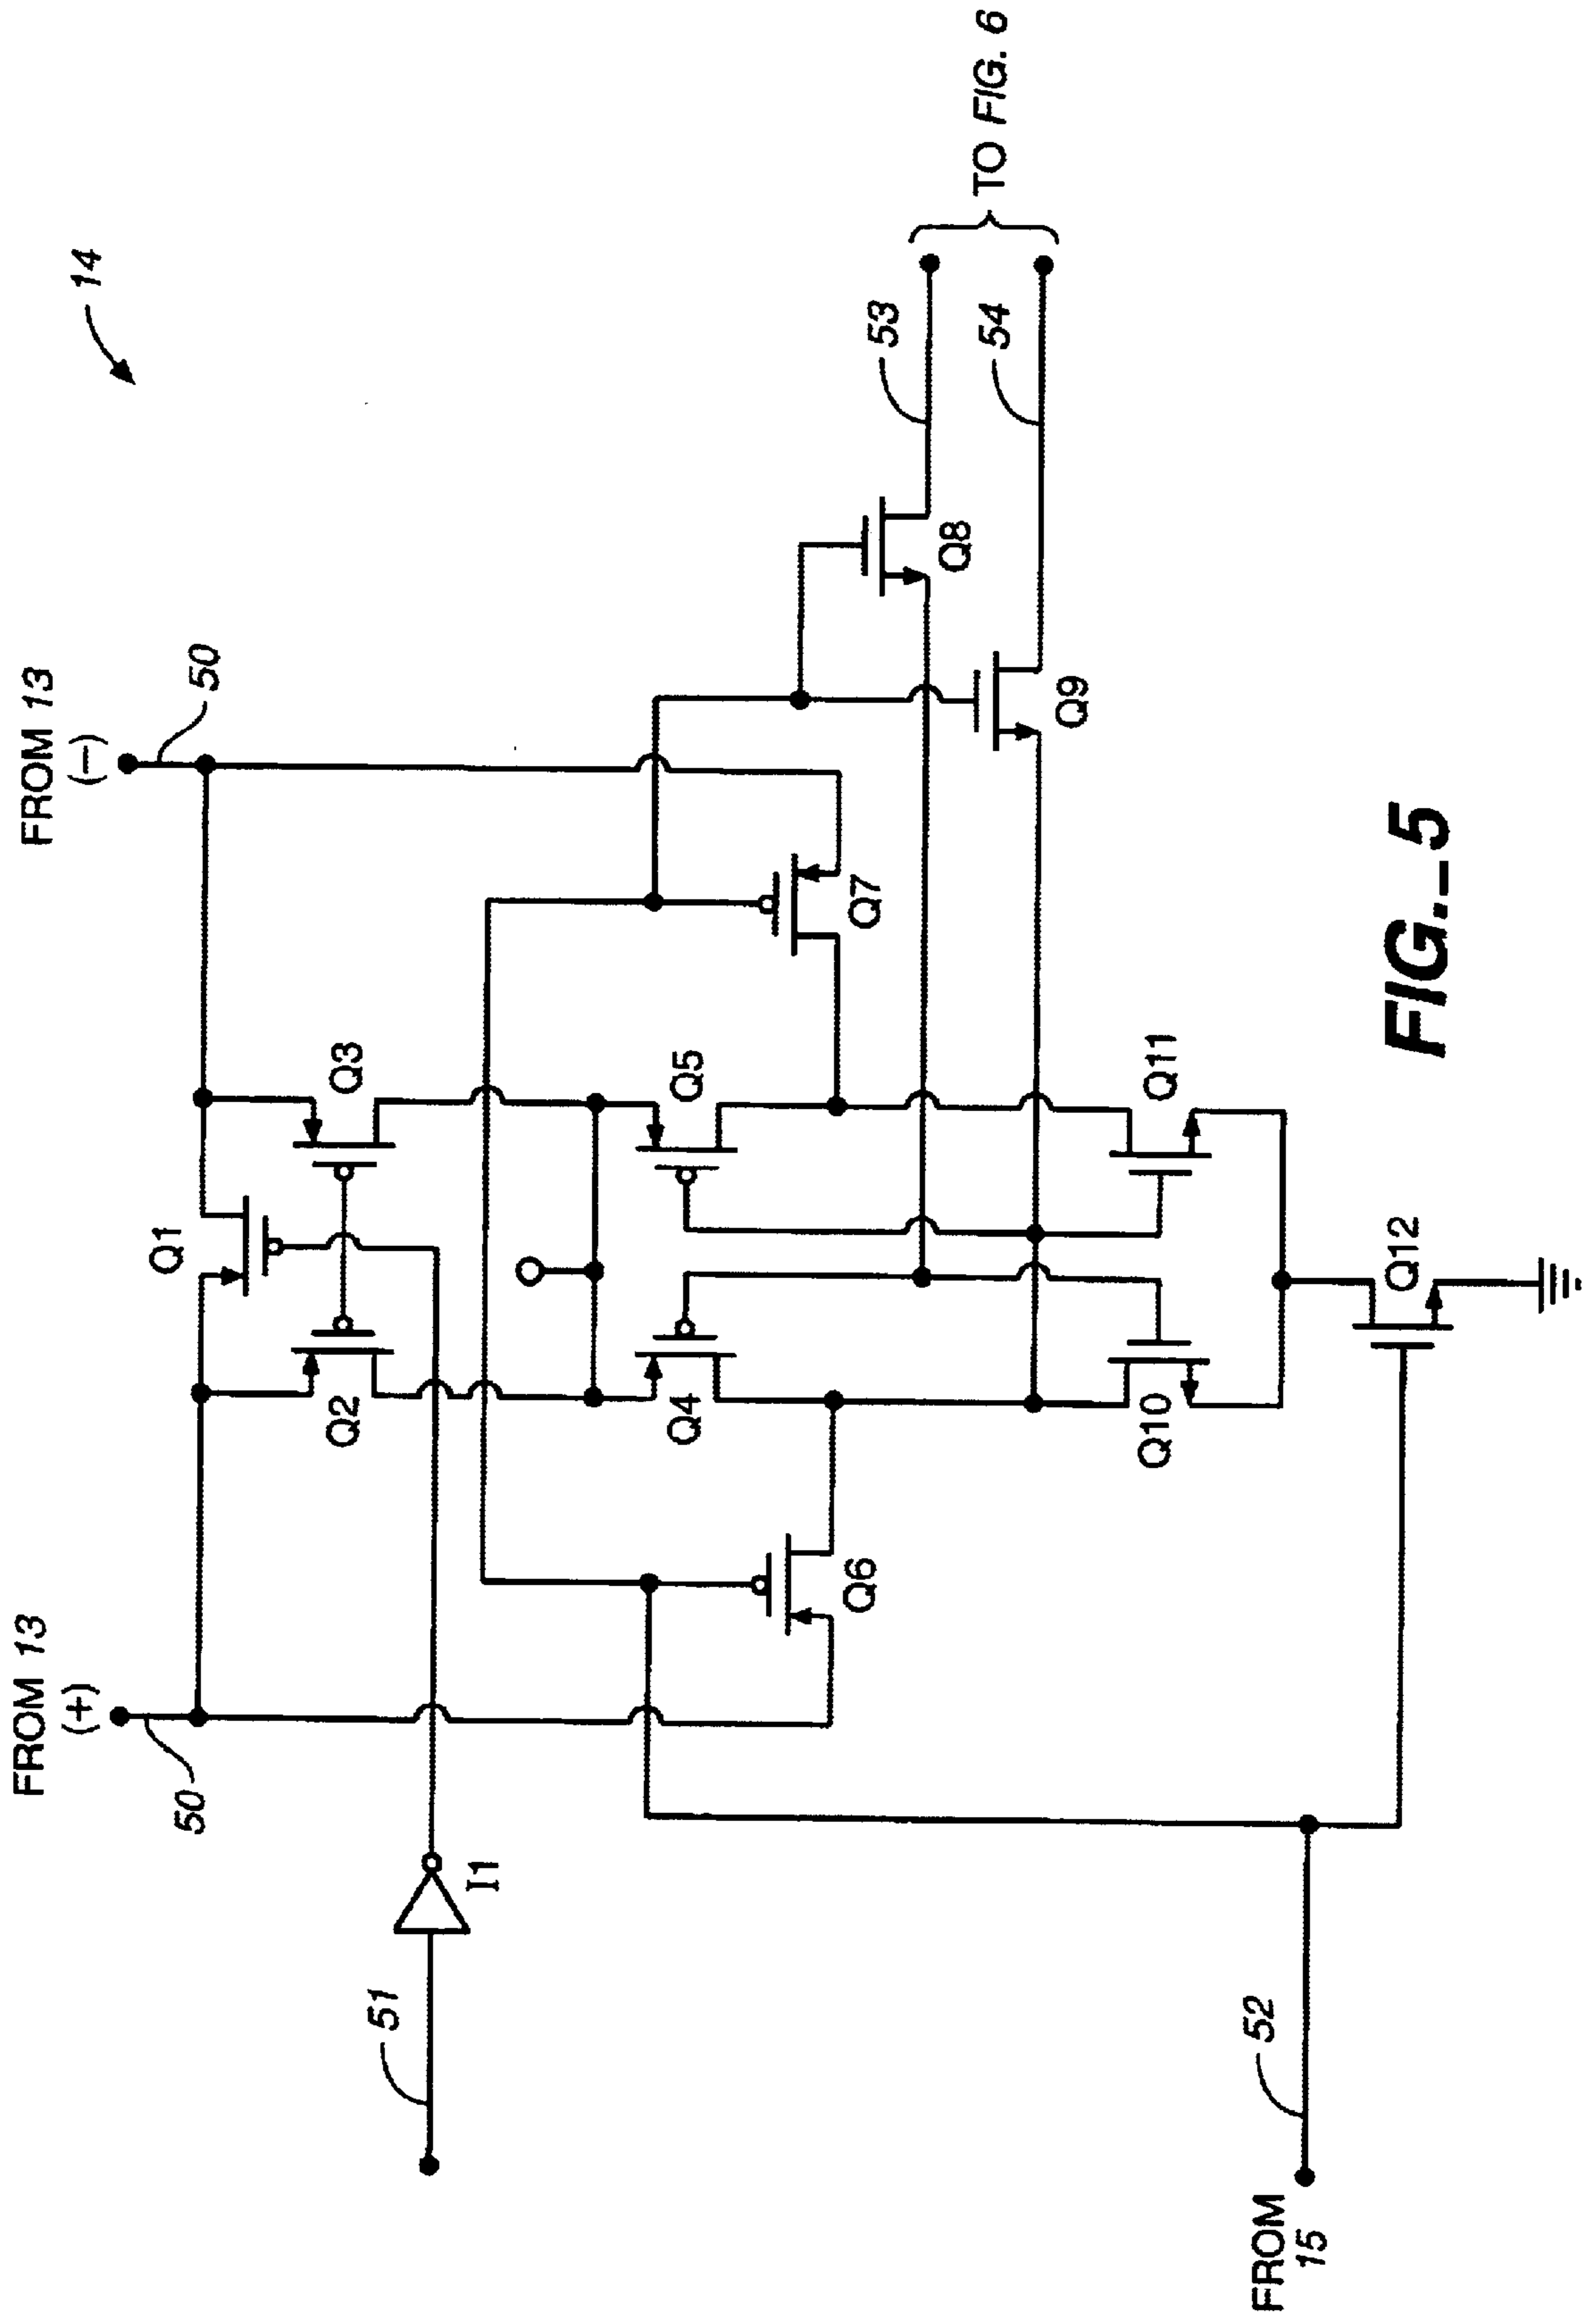 14
FROM 13
(+)
50
FROM 13
(–)
50
Q1
Q2
Q3
51
I1
Q4
Q5
Q6
Q7
Q8
53
Q9
54
TO FIG. 6
Q10
Q11
FROM
15
52
Q12
FIG._5